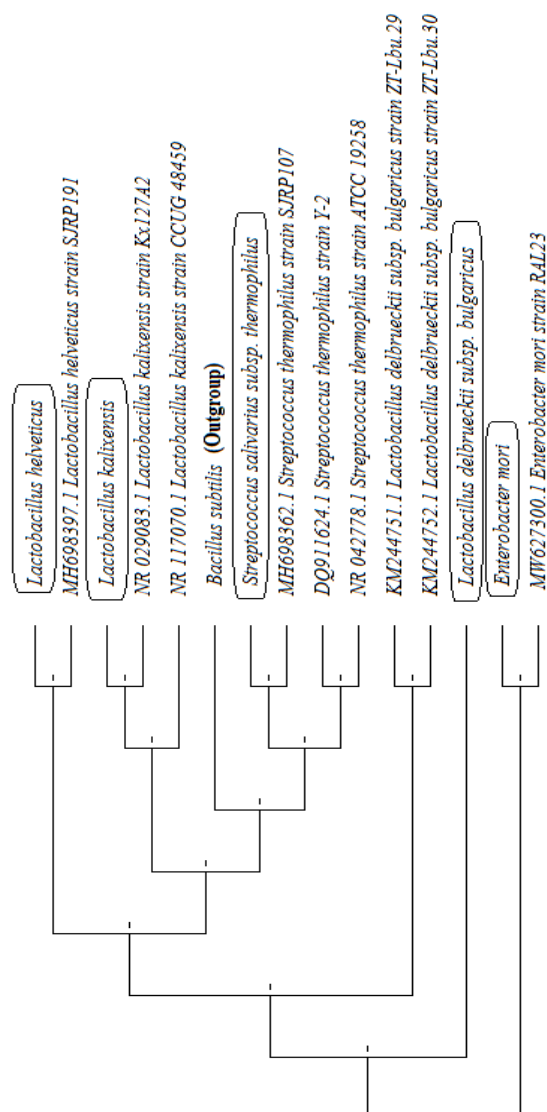 Lactobacillus helveticus
MH698397.1 Lactobacillus helveticus strain SJRP191
Lactobacillus kalixensis
NR 029083.1 Lactobacillus kalixensis strain Kx127A2
NR 117070.1 Lactobacillus kalixensis strain CCUG 48459
Bacillus subtilis (Outgroup)
Streptococcus salivarius subsp. thermophilus
MH698362.1 Streptococcus thermophilus strain SJRP107
DQ911624.1 Streptococcus thermophilus strain Y-2
NR 042778.1 Streptococcus thermophilus strain ATCC 19258
KM244751.1 Lactobacillus delbrueckii subsp. bulgaricus strain ZT-Lbu.29
KM244752.1 Lactobacillus delbrueckii subsp. bulgaricus strain ZT-Lbu.30
Lactobacillus delbrueckii subsp. bulgaricus
Enterobacter mori
MW627300.1 Enterobacter mori strain RAL23